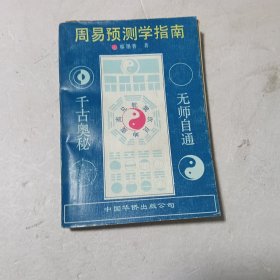 周易预测学指南
著
千古奥秘
无师自通
中国华侨出版公司